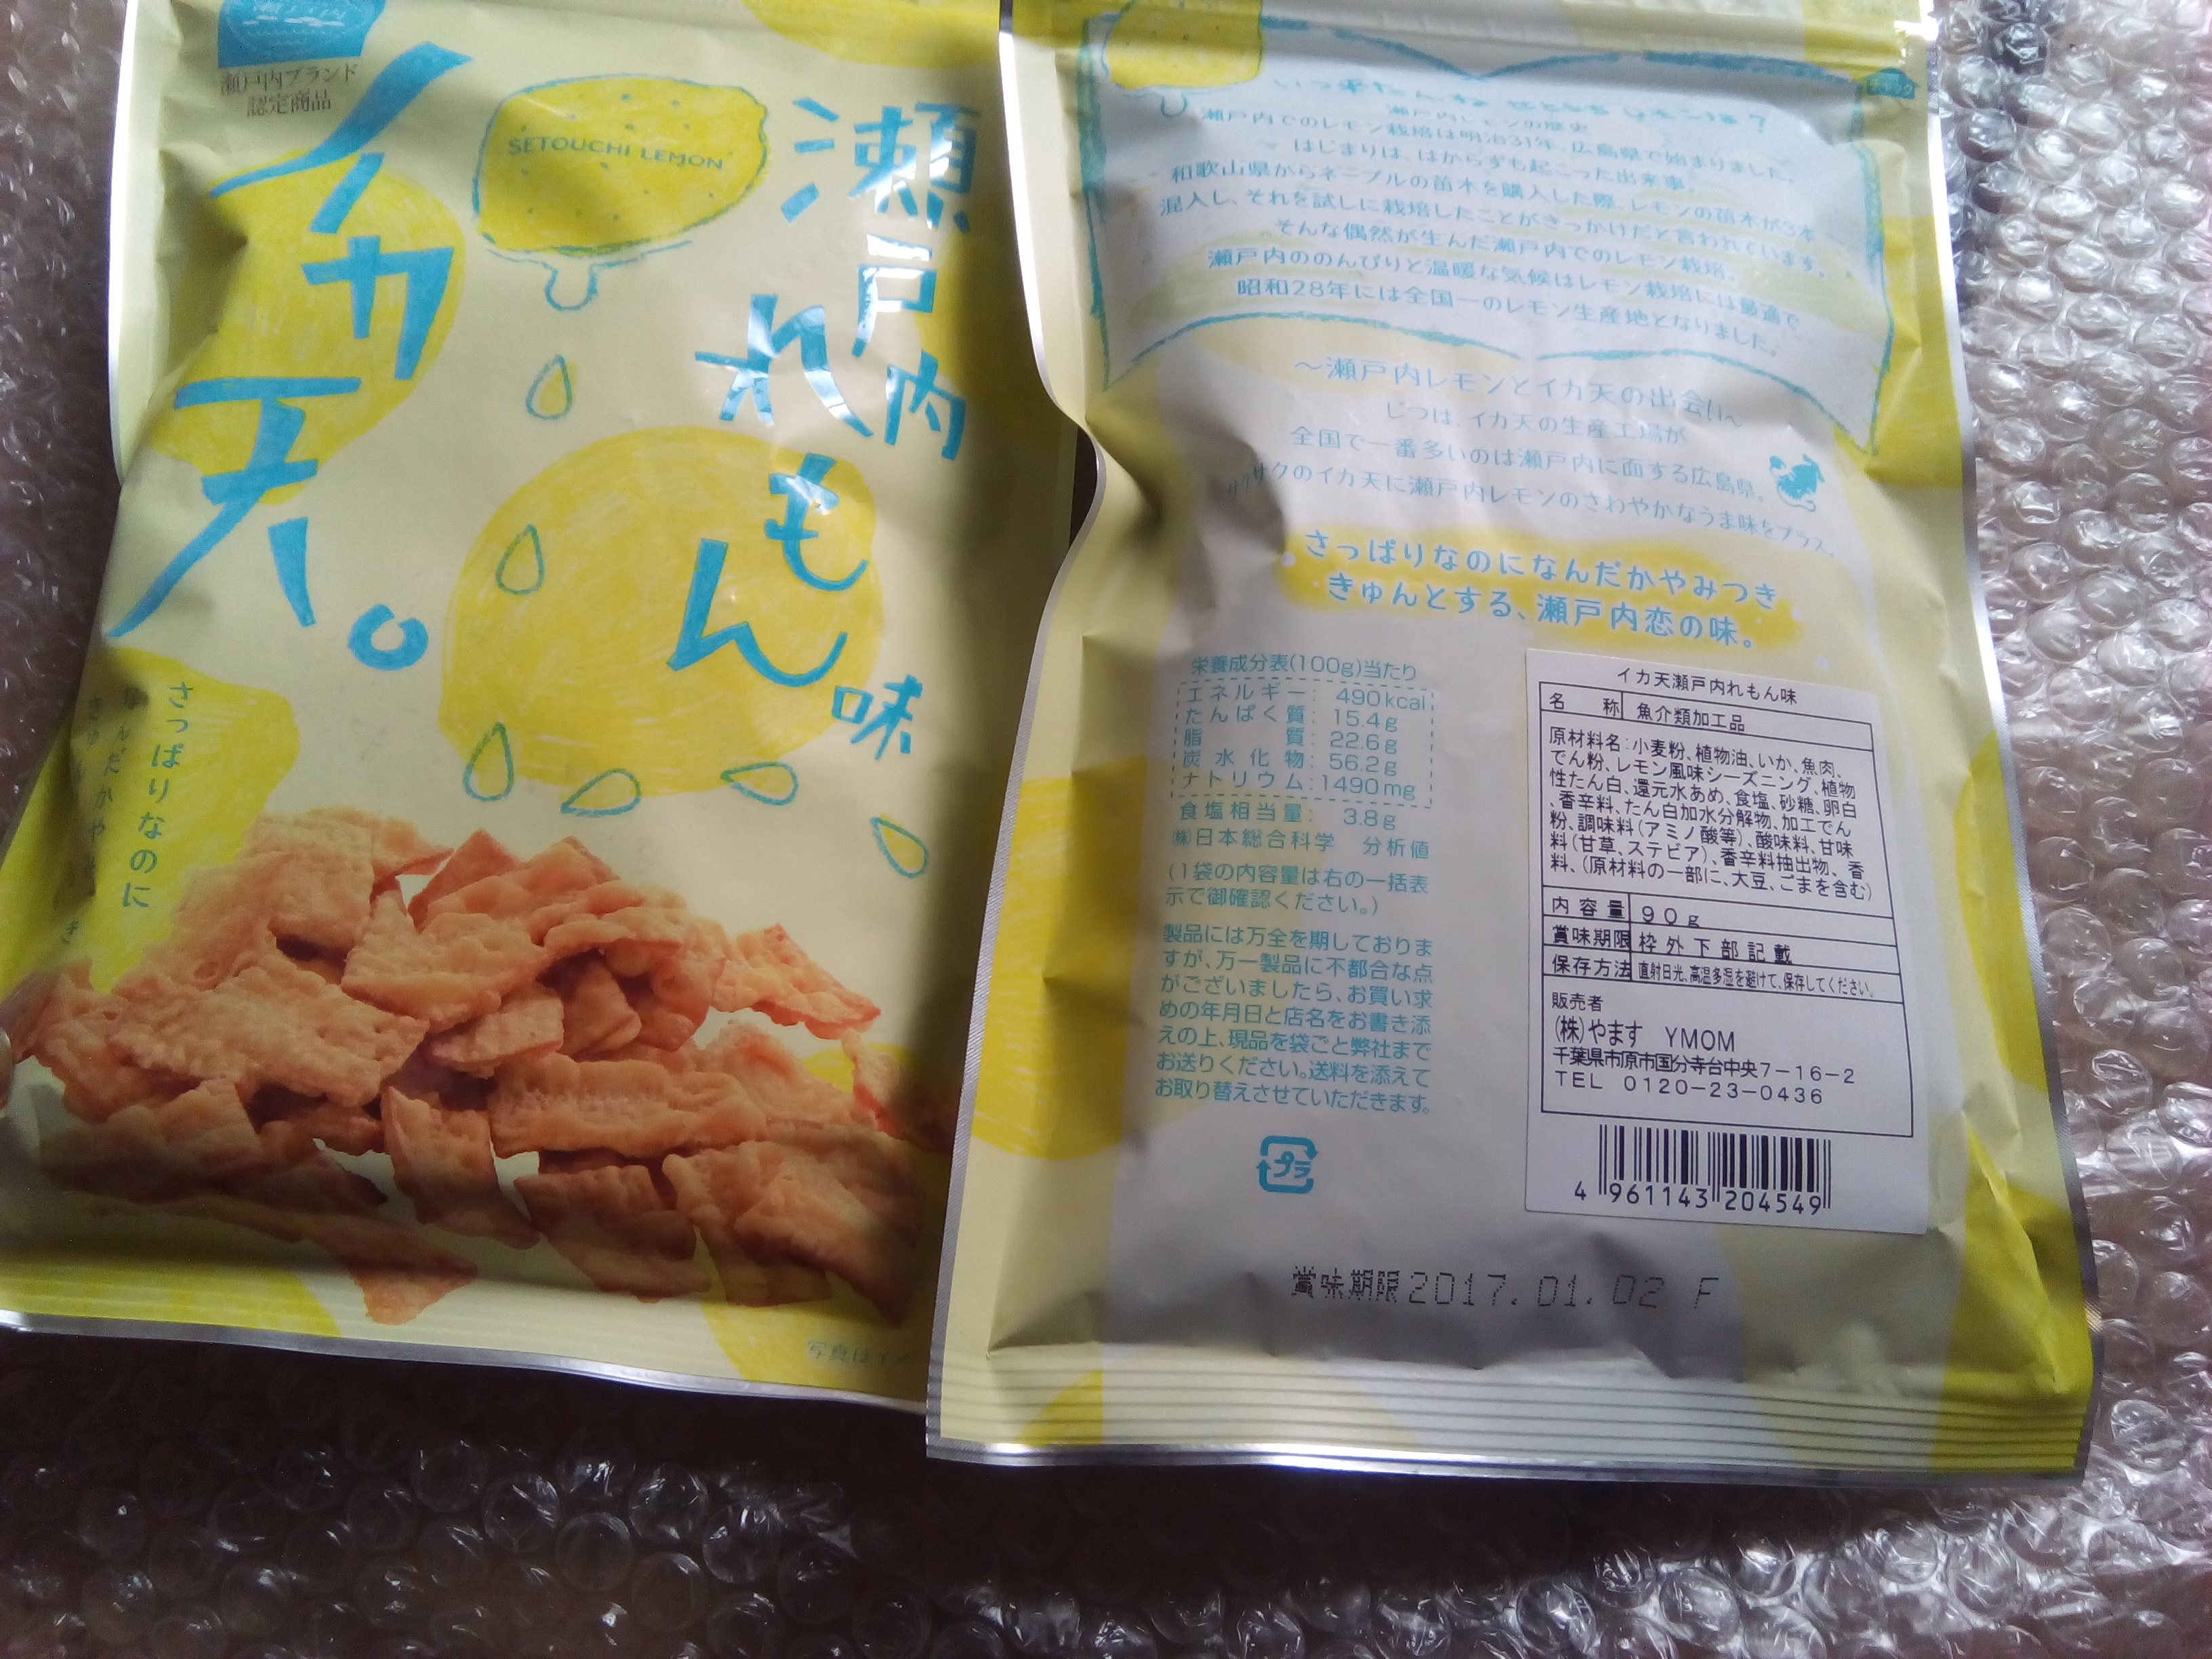 瀬戸内ブランド
認定商品
SETOUCHI LEMON
瀬戸内
れもん味
イカ天。
さっぱりなのに
写真はイメ
チャック
いつ来たんね せとうちレモンは?
瀬戸内レモンの歴史
瀬戸内でのレモン栽培は明治31年、広島県で始まりました。
はじまりは、はからずも起こった出来事。
和歌山県からネーブルの苗木を購入した際、レモンの苗木が3本
混入し、それを試しに栽培したことがきっかけだと言われています。
そんな偶然が生んだ瀬戸内でのレモン栽培。
瀬戸内ののんびりと温暖な気候はレモン栽培には最適で
昭和28年には全国一のレモン生産地となりました。
～瀬戸内レモンとイカ天の出会い～
じつは、イカ天の生産工場が
全国で一番多いのは瀬戸内に面する広島県。
サクサクのイカ天に瀬戸内レモンのさわやかなうま味をプラス。
さっぱりなのになんだかやみつき
きゅんとする、瀬戸内恋の味。
栄養成分表(100g)当たり
エネルギー: 490kcal
たんぱく質: 15.4g
脂質: 22.6g
炭水化物: 56.2g
ナトリウム: 1490mg
食塩相当量: 3.8g
㈱日本総合科学 分析値
(1袋の内容量は右の一括表
示で御確認ください。)
製品には万全を期しておりま
すが、万一製品に不都合な点
がございましたら、お買い求
めの年月日と店名をお書き添
えの上、現品を袋ごと弊社まで
お送りください。送料を添えて
お取り替えさせていただきます。
プラ
イカ天瀬戸内れもん味
名称 魚介類加工品
原材料名:小麦粉、植物油、いか、魚肉、
でん粉、レモン風味シーズニング、植物
性たん白、還元水あめ、食塩、砂糖、卵白
、香辛料、たん白加水分解物、加工でん
粉、調味料(アミノ酸等)、酸味料、甘味
料(甘草、ステビア)、香辛料抽出物、香
料、(原材料の一部に、大豆、ごまを含む)
内容量 90g
賞味期限 枠外下部記載
保存方法 直射日光、高温多湿を避けて、保存してください。
販売者
(株)やます YMOM
千葉県市原市国分寺台中央7-16-2
TEL 0120-23-0436
4 961143 204549
賞味期限2017.01.02 F